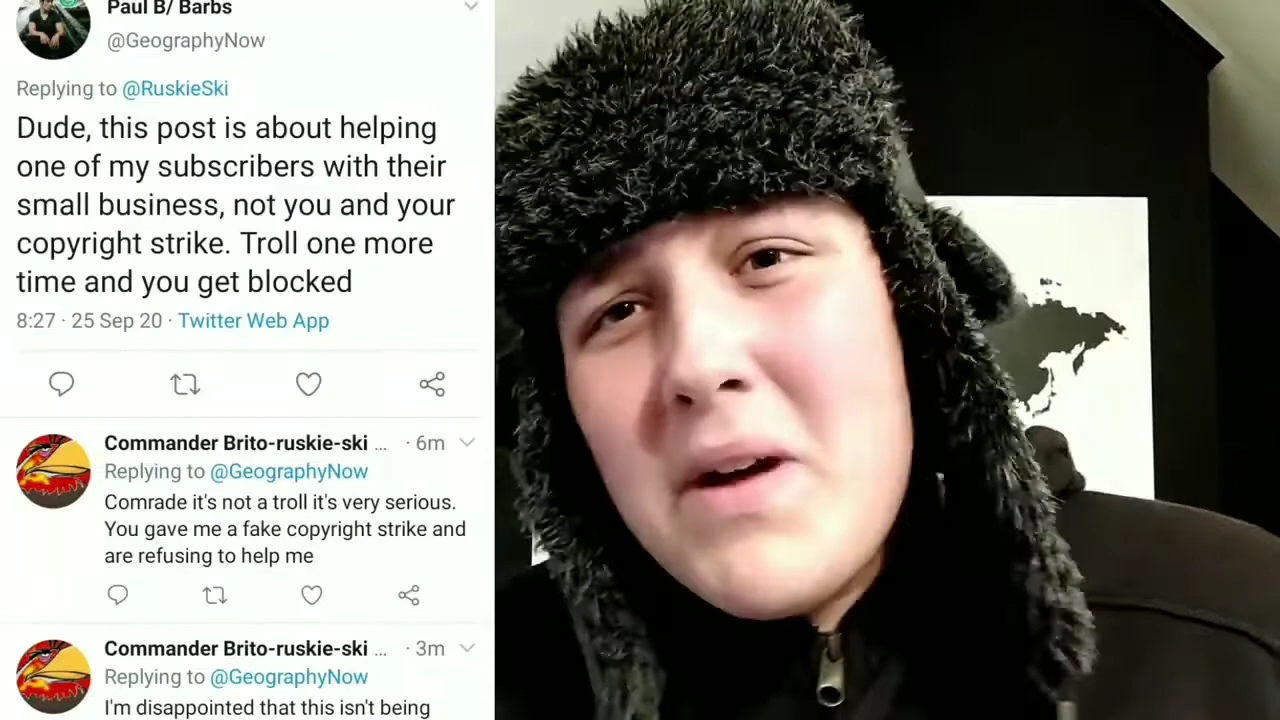 Paul B/ Barbs
@GeographyNow
Replying to @RuskieSki
Dude, this post is about helping
one of my subscribers with their
small business, not you and your
copyright strike. Troll one more
time and you get blocked
8:27 · 25 Sep 20 · Twitter Web App
Commander Brito-ruskie-ski ... · 6m
Replying to @GeographyNow
Comrade it's not a troll it's very serious.
You gave me a fake copyright strike and
are refusing to help me
Commander Brito-ruskie-ski ... · 3m
Replying to @GeographyNow
I'm disappointed that this isn't being